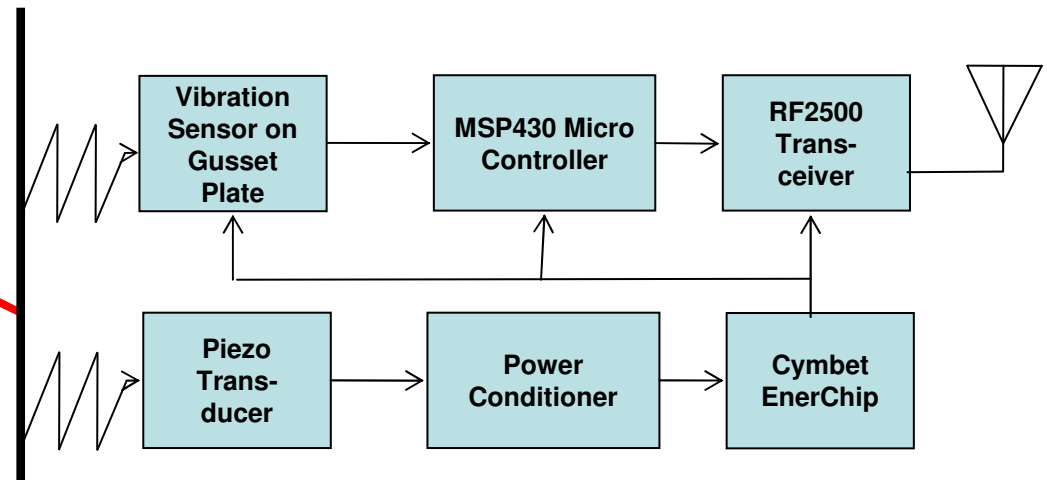 Vibration
Sensor on
Gusset
Plate
MSP430 Micro
Controller
RF2500
Trans-
ceiver
Piezo
Trans-
ducer
Power
Conditioner
Cymbet
EnerChip